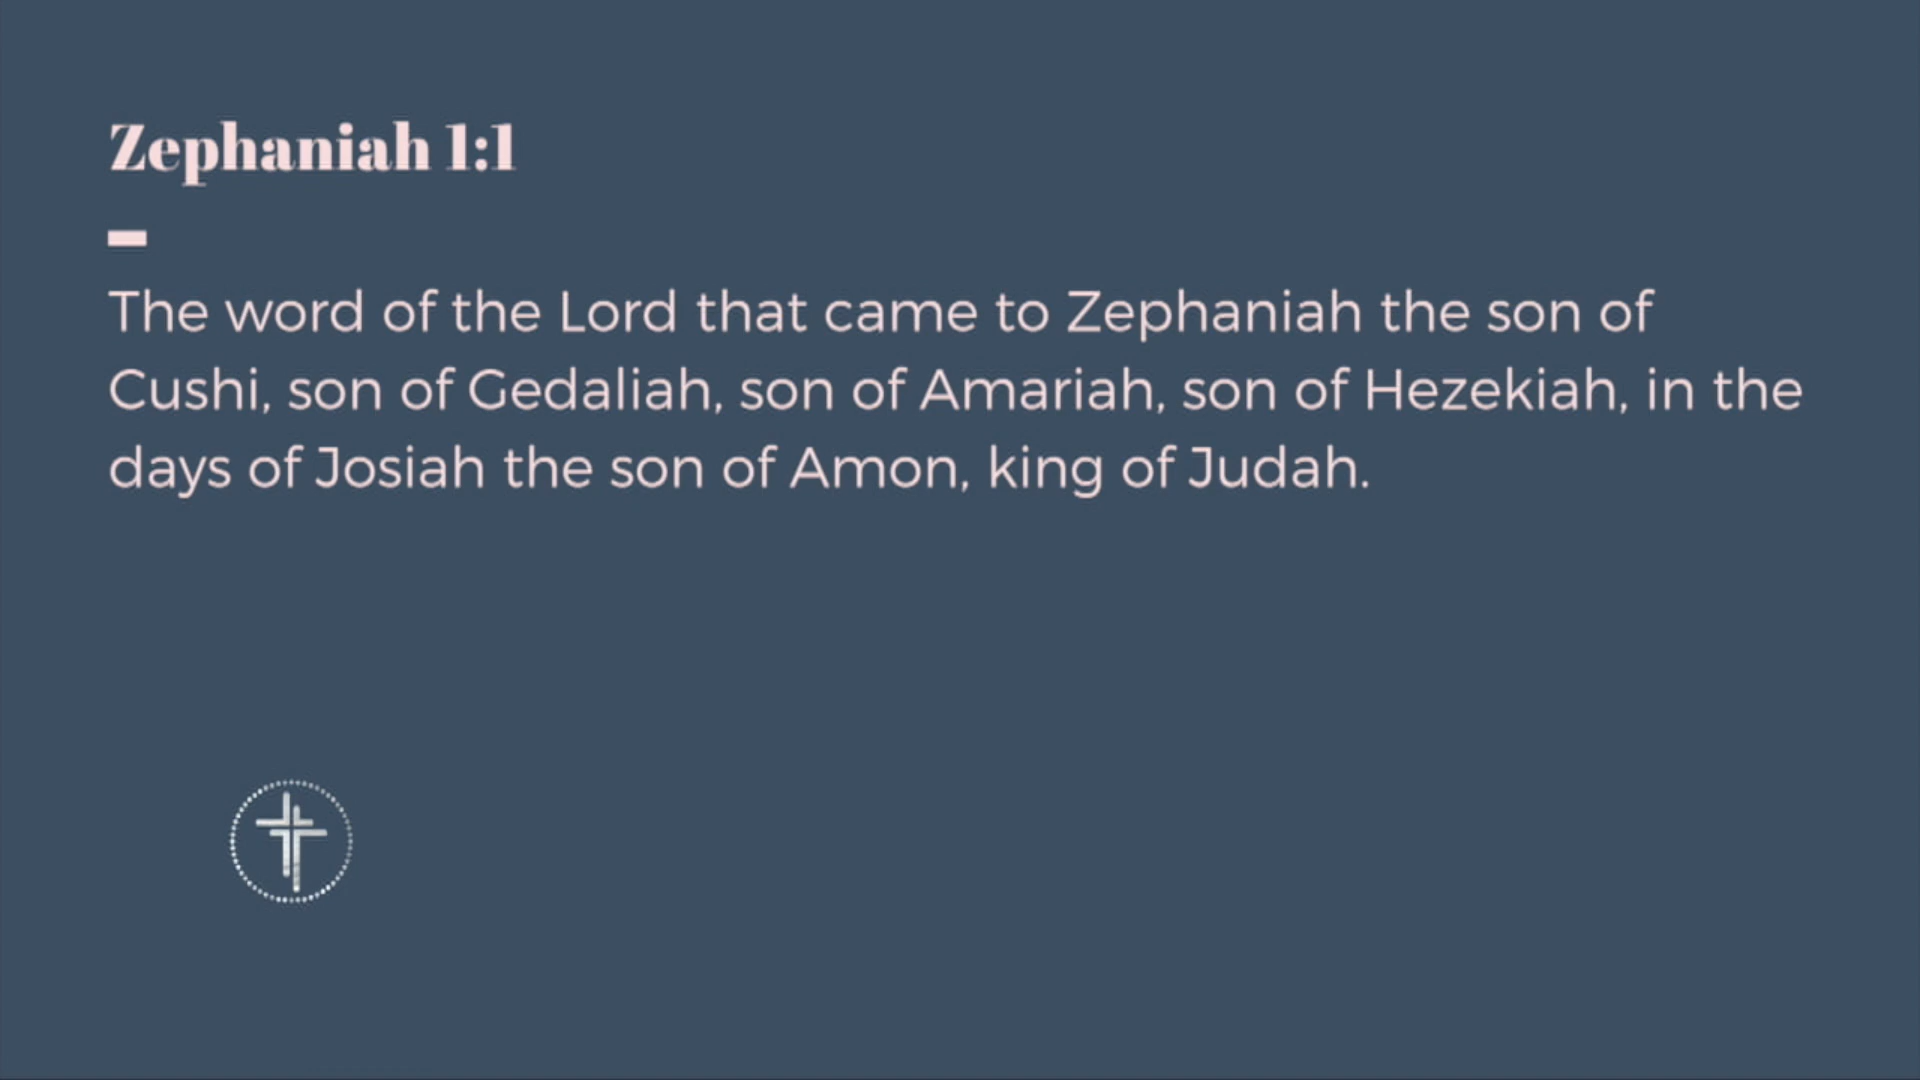 Zephaniah 1:1
The word of the Lord that came to Zephaniah the son of
Cushi, son of Gedaliah, son of Amariah, son of Hezekiah, in the
days of Josiah the son of Amon, king of Judah.